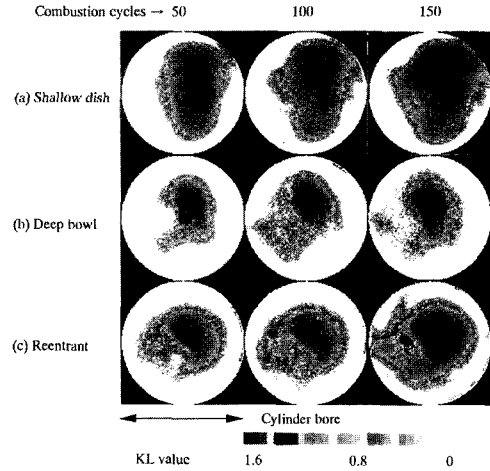 Combustion cycles → 50 100 150
(a) Shallow dish
(b) Deep bowl
(c) Reentrant
Cylinder bore
KL value 1.6 0.8 0